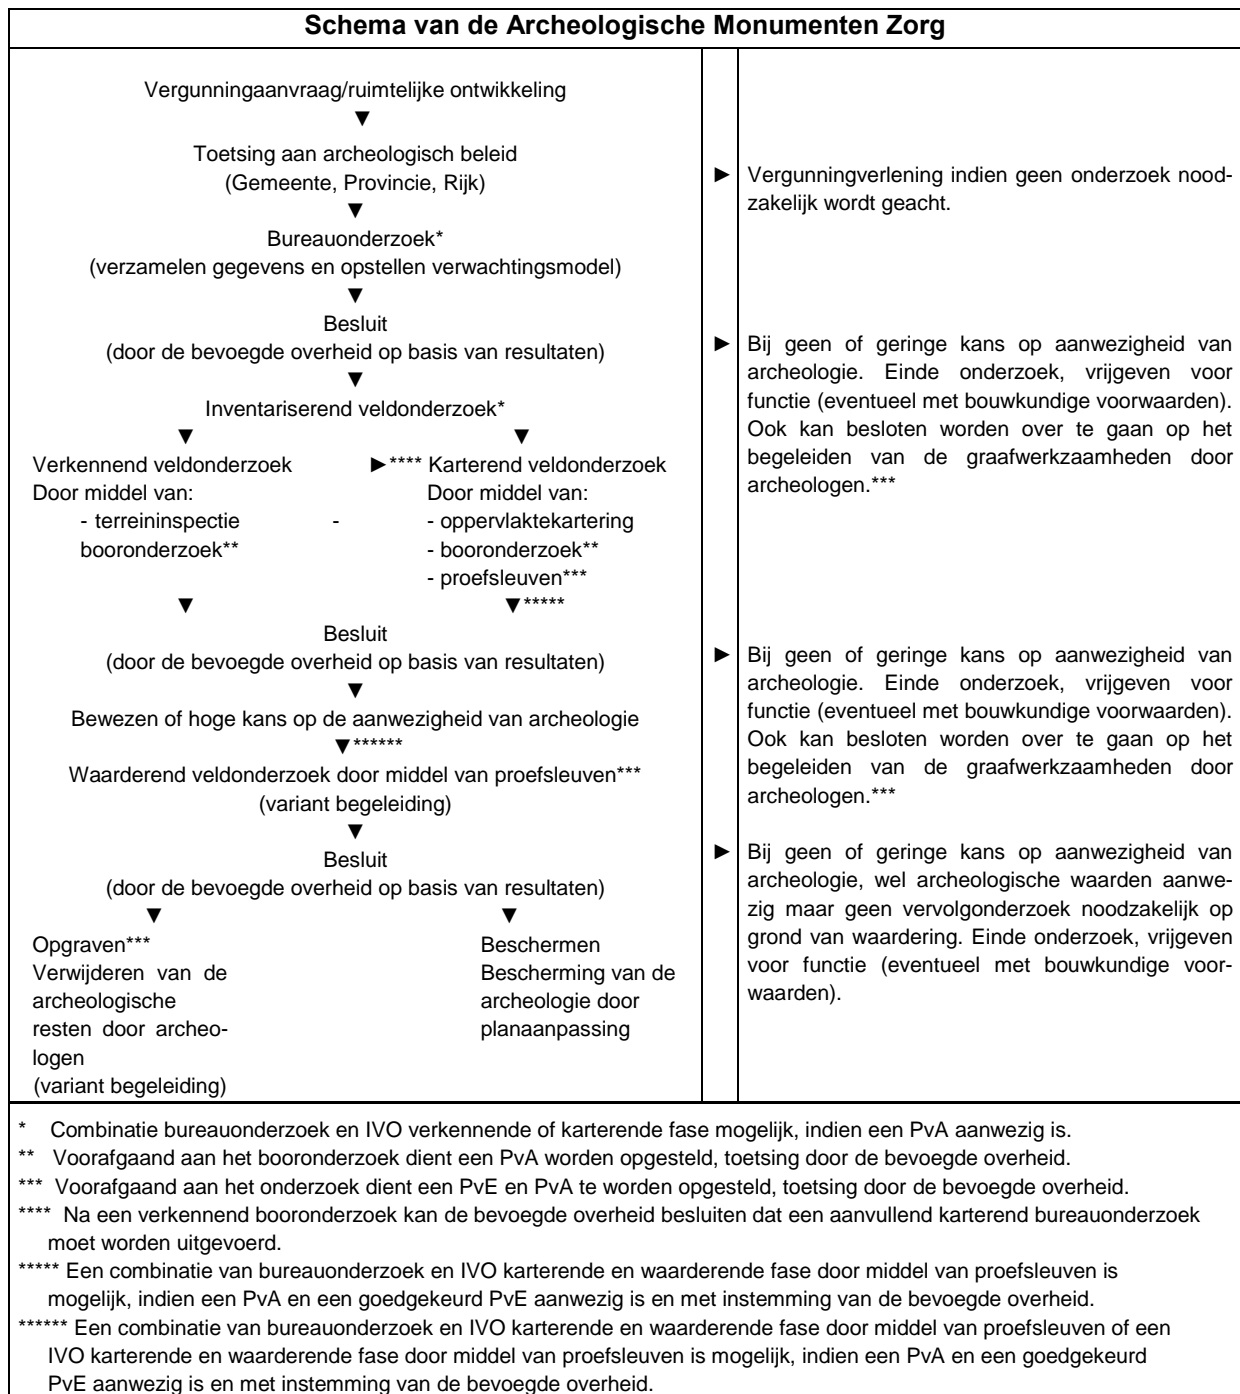 Schema van de Archeologische Monumenten Zorg
Vergunningaanvraag/ruimtelijke ontwikkeling
▼
Toetsing aan archeologisch beleid
(Gemeente, Provincie, Rijk)
▼
Bureauonderzoek*
(verzamelen gegevens en opstellen verwachtingsmodel)
▼
Besluit
(door de bevoegde overheid op basis van resultaten)
▼
Inventariserend veldonderzoek*
▼ ▼
Verkennend veldonderzoek ►**** Karterend veldonderzoek
Door middel van: Door middel van:
- terreininspectie - - oppervlaktekartering
booronderzoek** - booronderzoek**
- proefsleuven***
▼ ▼*****
Besluit
(door de bevoegde overheid op basis van resultaten)
▼
Bewezen of hoge kans op de aanwezigheid van archeologie
▼******
Waarderend veldonderzoek door middel van proefsleuven***
(variant begeleiding)
▼
Besluit
(door de bevoegde overheid op basis van resultaten)
▼ ▼
Opgraven***
Verwijderen van de
archeologische
resten door archeo-
logen
(variant begeleiding)
Beschermen
Bescherming van de
archeologie door
planaanpassing
► Vergunningverlening indien geen onderzoek nood-
zakelijk wordt geacht.
► Bij geen of geringe kans op aanwezigheid van
archeologie. Einde onderzoek, vrijgeven voor
functie (eventueel met bouwkundige voorwaarden).
Ook kan besloten worden over te gaan op het
begeleiden van de graafwerkzaamheden door
archeologen.***
► Bij geen of geringe kans op aanwezigheid van
archeologie. Einde onderzoek, vrijgeven voor
functie (eventueel met bouwkundige voorwaarden).
Ook kan besloten worden over te gaan op het
begeleiden van de graafwerkzaamheden door
archeologen.***
► Bij geen of geringe kans op aanwezigheid van
archeologie, wel archeologische waarden aanwe-
zig maar geen vervolgonderzoek noodzakelijk op
grond van waardering. Einde onderzoek, vrijgeven
voor functie (eventueel met bouwkundige voor-
waarden).
* Combinatie bureauonderzoek en IVO verkennende of karterende fase mogelijk, indien een PvA aanwezig is.
** Voorafgaand aan het booronderzoek dient een PvA worden opgesteld, toetsing door de bevoegde overheid.
*** Voorafgaand aan het onderzoek dient een PvE en PvA te worden opgesteld, toetsing door de bevoegde overheid.
**** Na een verkennend booronderzoek kan de bevoegde overheid besluiten dat een aanvullend karterend bureauonderzoek
moet worden uitgevoerd.
***** Een combinatie van bureauonderzoek en IVO karterende en waarderende fase door middel van proefsleuven is
mogelijk, indien een PvA en een goedgekeurd PvE aanwezig is en met instemming van de bevoegde overheid.
****** Een combinatie van bureauonderzoek en IVO karterende en waarderende fase door middel van proefsleuven of een
IVO karterende en waarderende fase door middel van proefsleuven is mogelijk, indien een PvA en een goedgekeurd
PvE aanwezig is en met instemming van de bevoegde overheid.